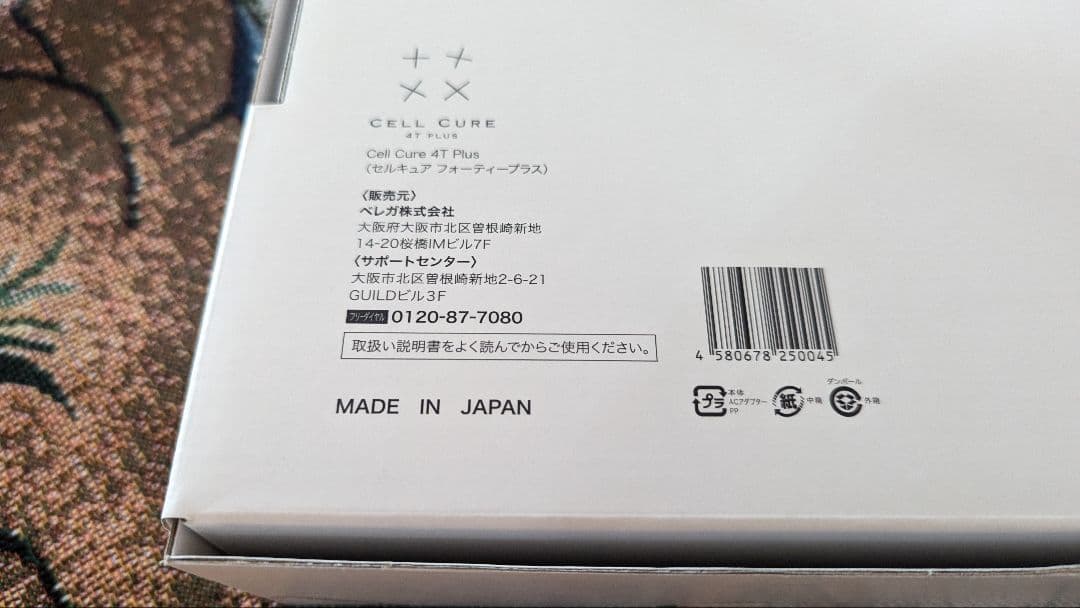 CELL CURE
4T PLUS
Cell Cure 4T Plus
（セルキュア フォーティープラス）
〈販売元〉
ベレガ株式会社
大阪府大阪市北区曽根崎新地
14-20桜橋IMビル7F
〈サポートセンター〉
大阪市北区曽根崎新地2-6-21
GUILDビル3F
フリーダイヤル 0120-87-7080
取扱い説明書をよく読んでからご使用ください。
MADE IN JAPAN
4 580678 250045
プラ 本体
ACアダプター
PP
紙 中箱
ダンボール
外箱